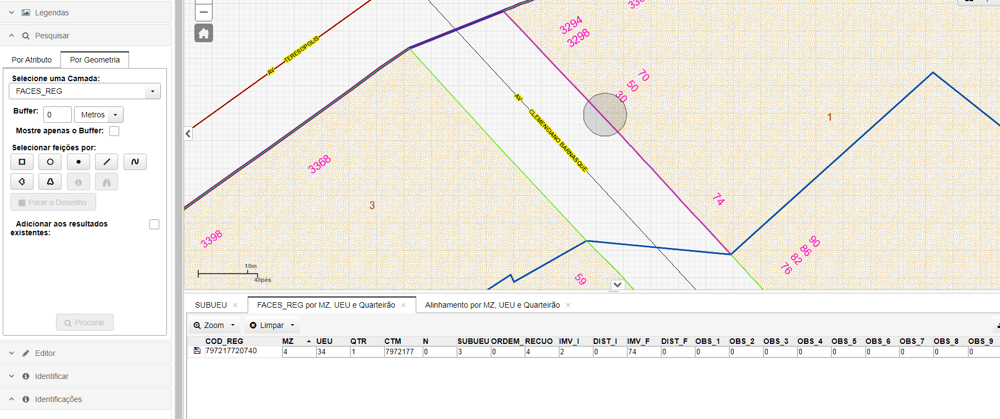 Legendas
Pesquisar
Por Atributo
Por Geometria
Selecione uma Camada:
FACES_REG
Buffer:
0
Metros
Mostre apenas o Buffer:
Selecionar feições por:
Parar o Desenho
Adicionar aos resultados
existentes:
Procurar
Editor
Identificar
Identificações
3294
3298
AV
TERESOPOLIS
70
50
30
AV
CLEMENCIANO BARNASQUE
1
3368
3
74
3398
90
86
82
76
59
10m
40pés
SUBUEU
FACES_REG por MZ, UEU e Quarteirão
Alinhamento por MZ, UEU e Quarteirão
Zoom
Limpar
COD_REG MZ UEU QTR CTM N SUBUEU ORDEM_ RECUO IMV_I DIST_I IMV_F DIST_F OBS_1 OBS_2 OBS_3 OBS_4 OBS_5 OBS_6 OBS_7 OBS_8 OBS_9
797217720740 4 34 1 7972177 0 3 0 4 2 0 74 0 0 0 0 0 0 0 0 0 0